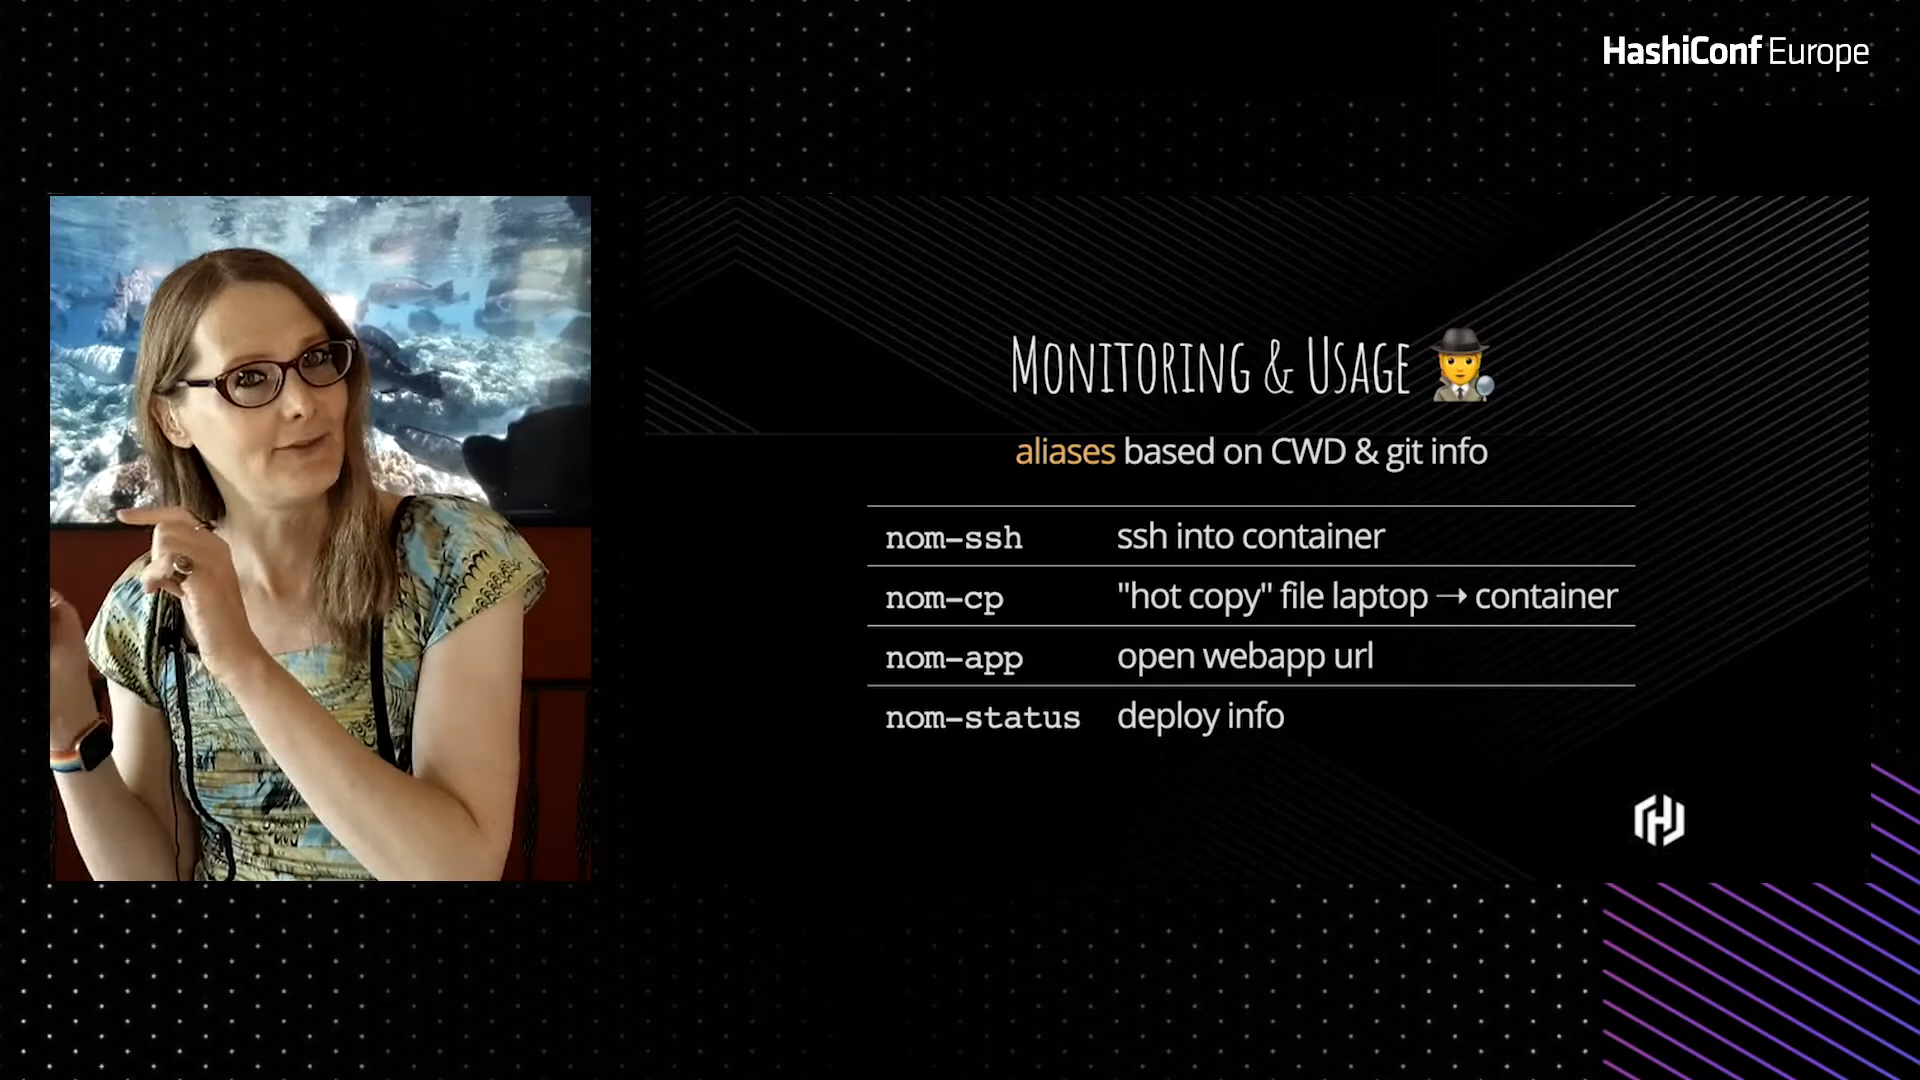 HashiConf Europe
MONITORING & USAGE
aliases based on CWD & git info
nom-ssh ssh into container
nom-cp "hot copy" file laptop → container
nom-app open webapp url
nom-status deploy info